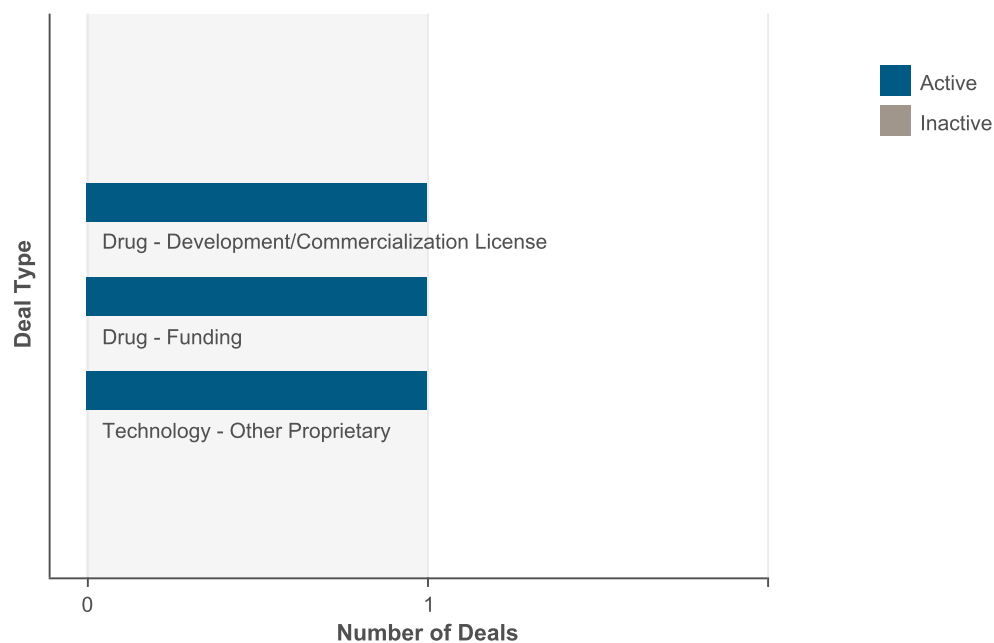 Active
Inactive
Drug - Development/Commercialization License
Drug - Funding
Technology - Other Proprietary
Deal Type
0
1
Number of Deals